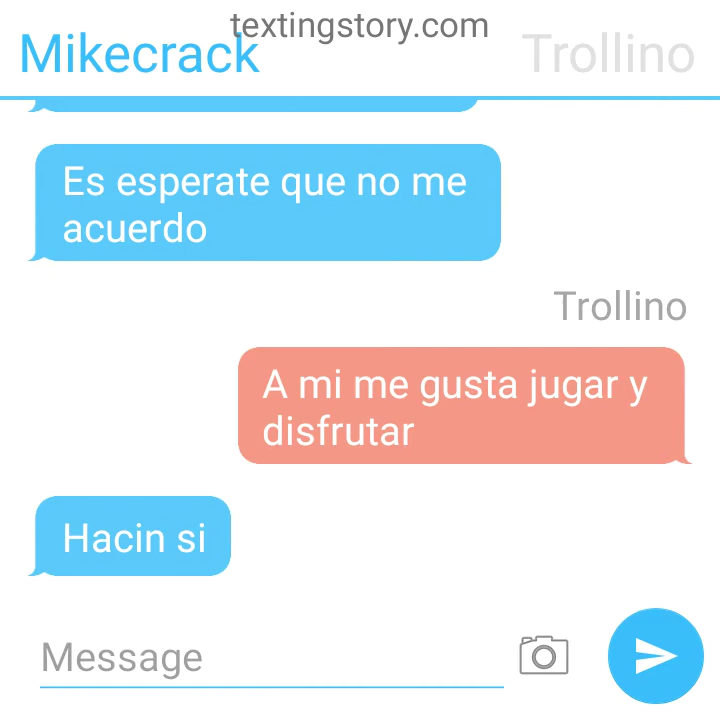 textingstory.com
Mikecrack
Trollino
Es esperate que no me
acuerdo
Trollino
A mi me gusta jugar y
disfrutar
Hacin si
Message